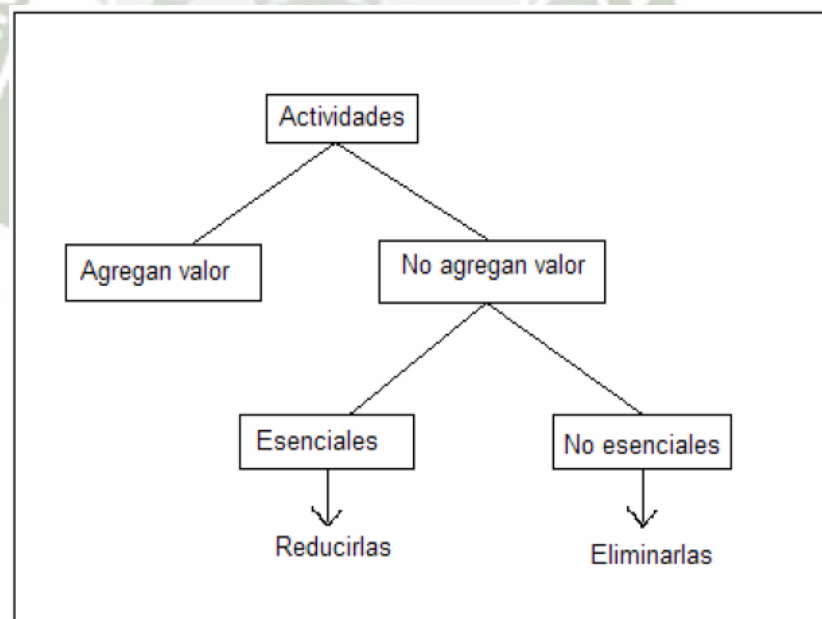 Actividades
Agregan valor
No agregan valor
Esenciales
No esenciales
Reducirlas
Eliminarlas